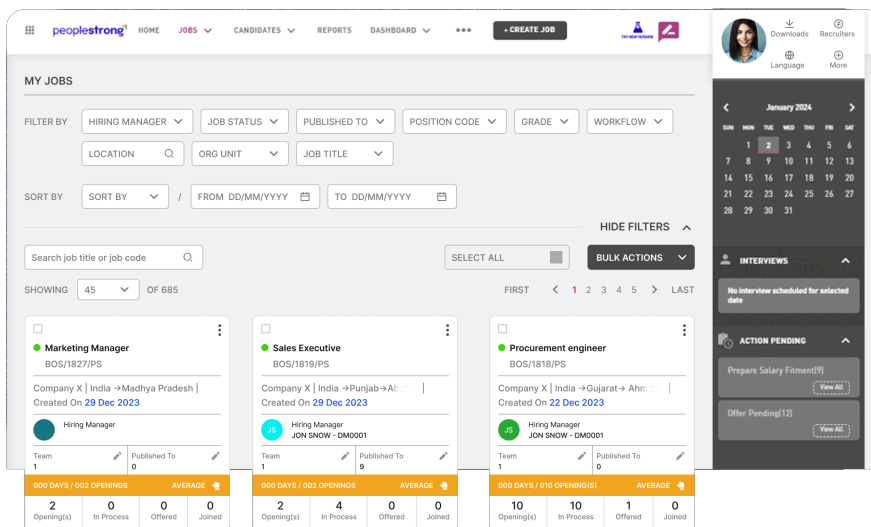 peoplestrong HOME JOBS CANDIDATES REPORTS DASHBOARD ••• + CREATE JOB TRY NEW VERSION
Downloads Recruiters
Language More
MY JOBS
FILTER BY HIRING MANAGER JOB STATUS PUBLISHED TO POSITION CODE GRADE WORKFLOW
LOCATION ORG UNIT JOB TITLE
SORT BY SORT BY / FROM DD/MM/YYYY TO DD/MM/YYYY
HIDE FILTERS
Search job title or job code SELECT ALL BULK ACTIONS
SHOWING 45 OF 685 FIRST 1 2 3 4 5 LAST
Marketing Manager
BOS/1827/PS
Company X | India →Madhya Pradesh |
Created On 29 Dec 2023
Hiring Manager
Team Published To
1 0
000 DAYS / 002 OPENINGS AVERAGE
2 0 0 0
Opening(s) In Process Offered Joined
Sales Executive
BOS/1819/PS
Company X | India →Punjab→Ab |
Created On 29 Dec 2023
JS Hiring Manager
JON SNOW - DM0001
Team Published To
1 9
000 DAYS / 002 OPENINGS AVERAGE
2 4 0 0
Opening(s) In Process Offered Joined
Procurement engineer
BOS/1818/PS
Company X | India →Gujarat→ Ahm |
Created On 22 Dec 2023
JS Hiring Manager
JON SNOW - DM0001
Team Published To
1 0
000 DAYS / 010 OPENING(S) AVERAGE
10 10 1 0
Opening(s) In Process Offered Joined
January 2024
SUN MON TUE WED THU FRI SAT
1 2 3 4 5 6
7 8 9 10 11 12 13
14 15 16 17 18 19 20
21 22 23 24 25 26 27
28 29 30 31
INTERVIEWS
No interview scheduled for selected
date
ACTION PENDING
Prepare Salary Fitment[9]
View All
Offer Pending[12]
View All